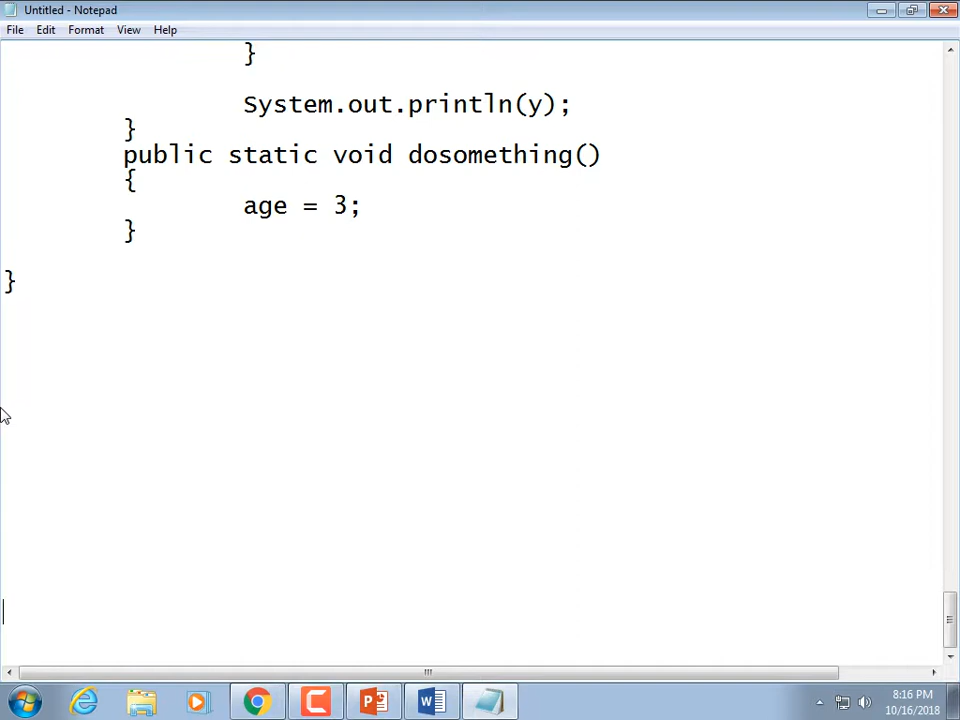 Untitled - Notepad
File Edit Format View Help
}
System.out.println(y);
}
public static void dosomething()
{
age = 3;
}
}
8:16 PM
10/16/2018